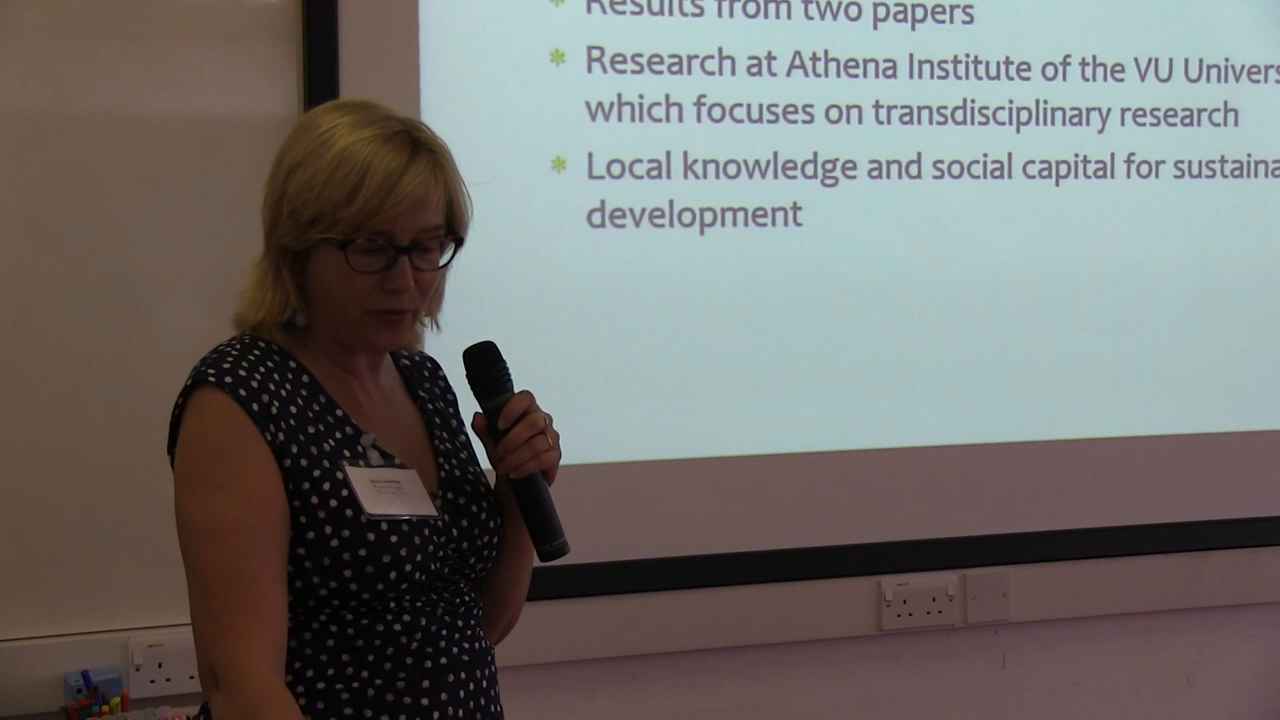 Results from two papers
Research at Athena Institute of the VU Univers
which focuses on transdisciplinary research
Local knowledge and social capital for sustaina
development